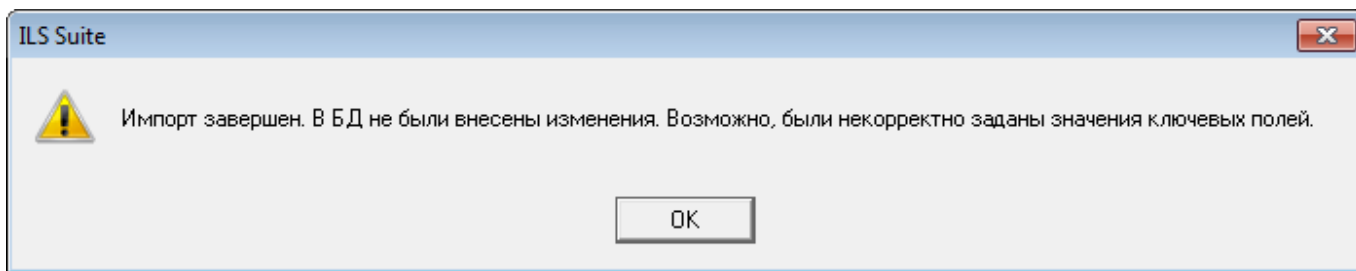 ILS Suite
Импорт завершен. В БД не были внесены изменения. Возможно, были некорректно заданы значения ключевых полей.
OK